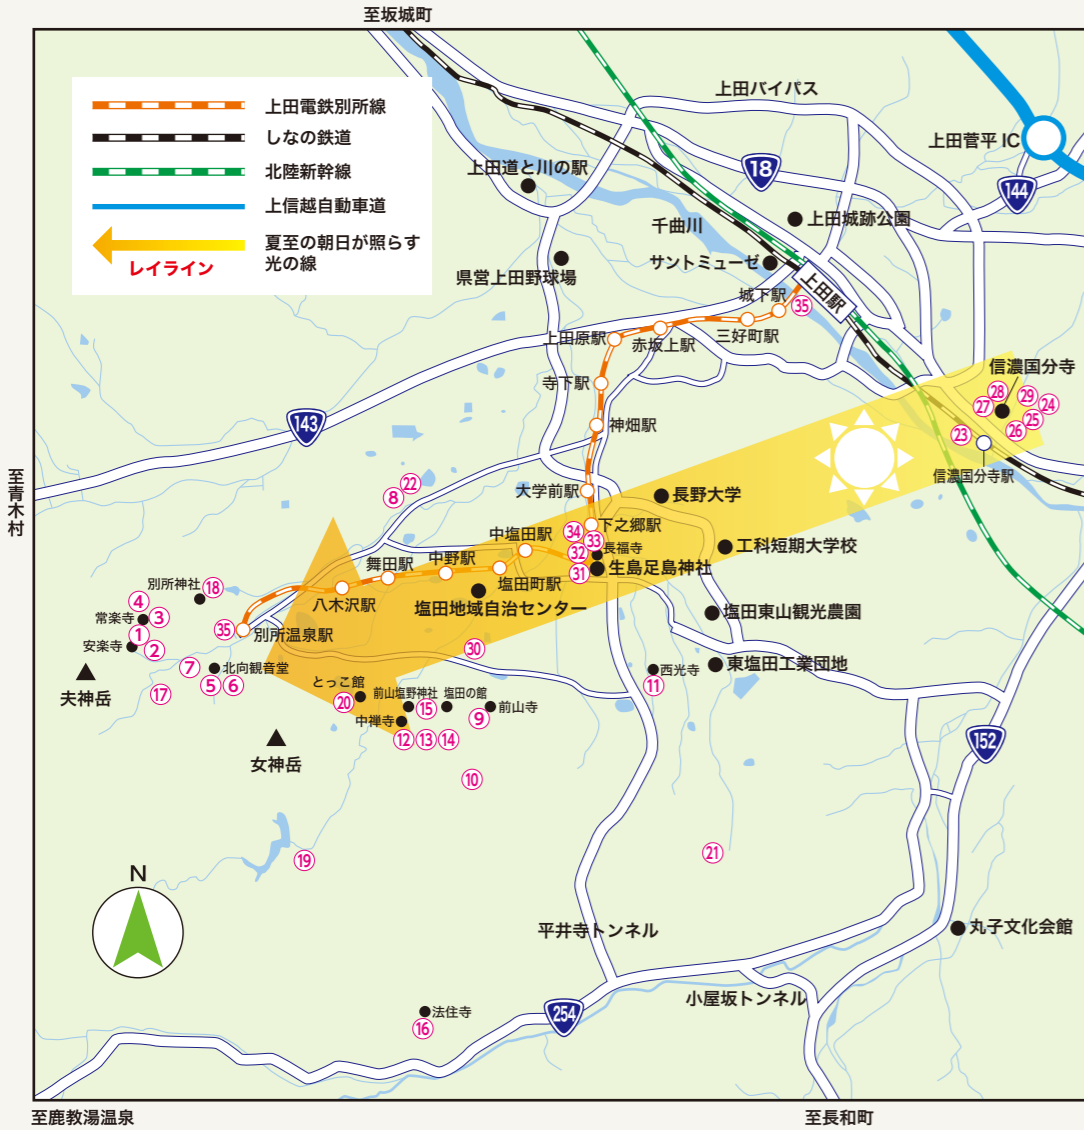 至坂城町
上田電鉄別所線
しなの鉄道
北陸新幹線
上信越自動車道
夏至の朝日が照らす
光の線
レイライン
上田バイパス
上田菅平 IC
18
144
上田道と川の駅
千曲川
上田城跡公園
サントミューゼ
県営上田野球場
上田駅
城下駅
㉟
三好町駅
赤坂上駅
上田原駅
寺下駅
信濃国分寺
㉘
㉙
㉗
㉔
㉕
㉖
㉓
信濃国分寺駅
143
神畑駅
至青木村
㉒
⑧
大学前駅
長野大学
下之郷駅
㉞
㉝
長福寺
㉜
生島足島神社
㉛
工科短期大学校
中塩田駅
中野駅
舞田駅
塩田町駅
八木沢駅
塩田地域自治センター
塩田東山観光農園
別所神社
⑱
④
常楽寺
③
①
安楽寺
②
㉟
別所温泉駅
㉚
⑦
北向観音堂
⑤
⑥
夫神岳
⑰
とっこ館
⑳
前山塩野神社
⑮
塩田の館
前山寺
⑨
中禅寺
⑫
⑬
⑭
西光寺
⑪
東塩田工業団地
女神岳
152
⑩
⑲
㉑
N
平井寺トンネル
丸子文化会館
小屋坂トンネル
法住寺
⑯
254
至鹿教湯温泉
至長和町